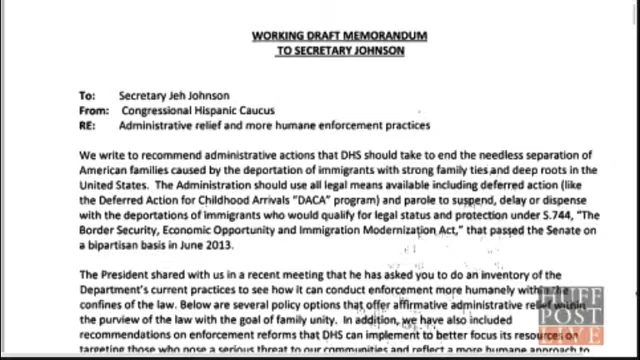 WORKING DRAFT MEMORANDUM
TO SECRETARY JOHNSON
To: Secretary Jeh Johnson
From: Congressional Hispanic Caucus
RE: Administrative relief and more humane enforcement practices
We write to recommend administrative actions that DHS should take to end the needless separation of
American families caused by the deportation of immigrants with strong family ties and deep roots in the
United States. The Administration should use all legal means available including deferred action (like
the Deferred Action for Childhood Arrivals "DACA" program) and parole to suspend, delay or dispense
with the deportations of immigrants who would qualify for legal status and protection under S.744, "The
Border Security, Economic Opportunity and Immigration Modernization Act," that passed the Senate on
a bipartisan basis in June 2013.
The President shared with us in a recent meeting that he has asked you to do an inventory of the
Department's current practices to see how it can conduct enforcement more humanely within the
confines of the law. Below are several policy options that offer affirmative administrative relief within
the purview of the law with the goal of family unity. In addition, we have also included
recommendations on enforcement reforms that DHS can implement to better focus its resources on
targeting those who pose a serious threat to our communities and reflect a more humane approach to
HUFF
POST
LIVE